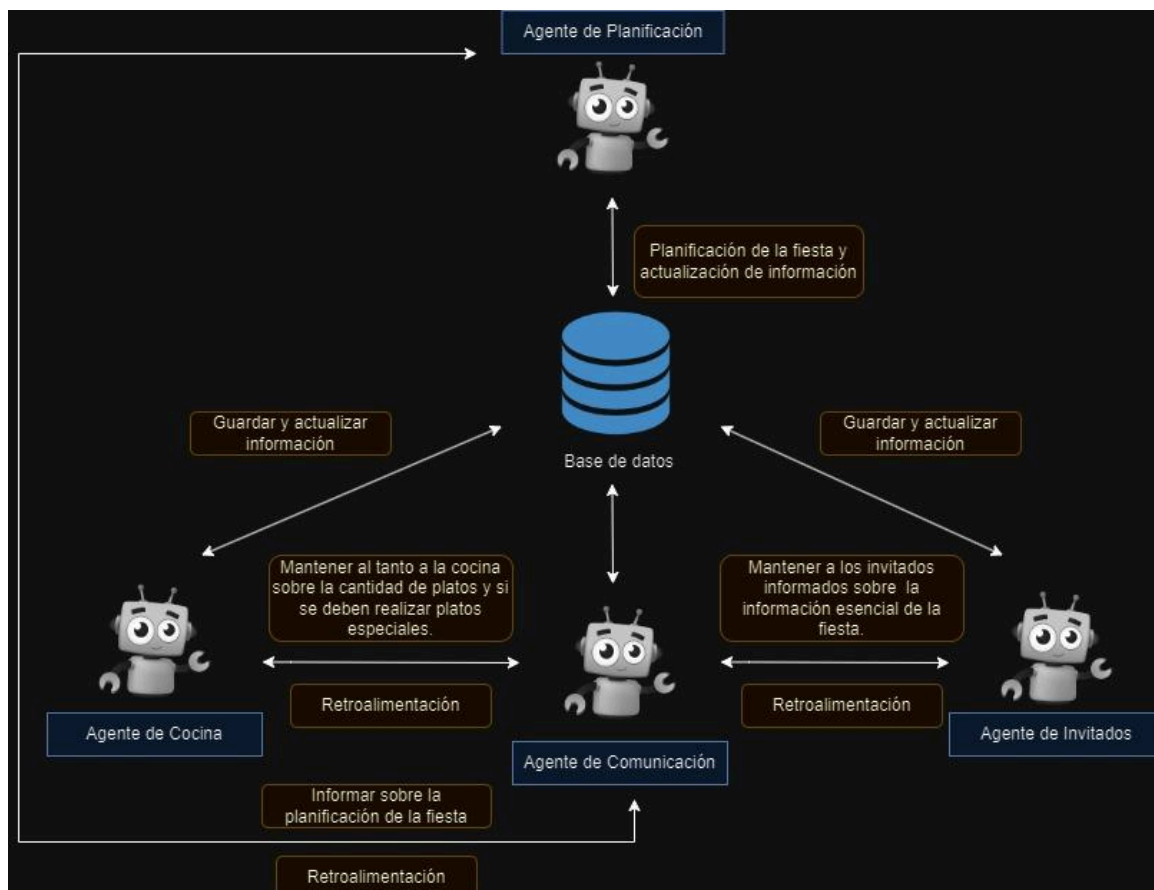 Agente de Planificación
Planificación de la fiesta y
actualización de información
Guardar y actualizar
información
Guardar y actualizar
información
Base de datos
Mantener al tanto a la cocina
sobre la cantidad de platos y si
se deben realizar platos
especiales.
Mantener a los invitados
informados sobre la
información esencial de la
fiesta.
Retroalimentación
Retroalimentación
Agente de Cocina
Agente de Comunicación
Agente de Invitados
Informar sobre la
planificación de la fiesta
Retroalimentación